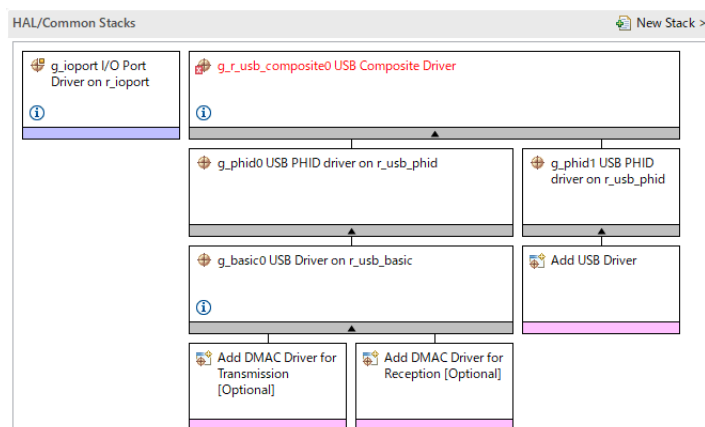 HAL/Common Stacks
New Stack >
g_ioport I/O Port
Driver on r_ioport
g_r_usb_composite0 USB Composite Driver
g_phid0 USB PHID driver on r_usb_phid
g_phid1 USB PHID
driver on r_usb_phid
g_basic0 USB Driver on r_usb_basic
Add USB Driver
Add DMAC Driver for
Transmission
[Optional]
Add DMAC Driver for
Reception [Optional]